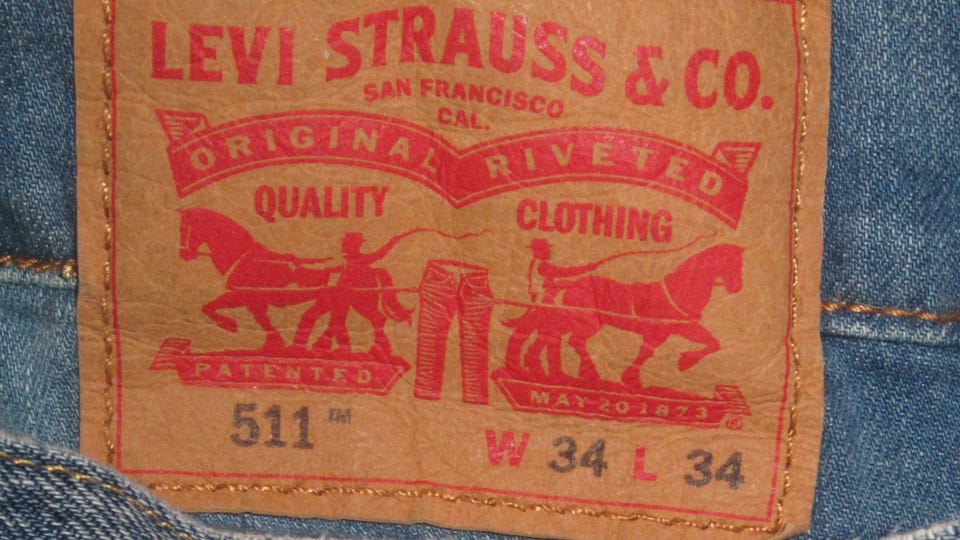 LEVI STRAUSS & CO.
SAN FRANCISCO
CAL.
ORIGINAL RIVETED
QUALITY CLOTHING
PATENTED MAY 20 1873 ®
511™ W 34 L 34